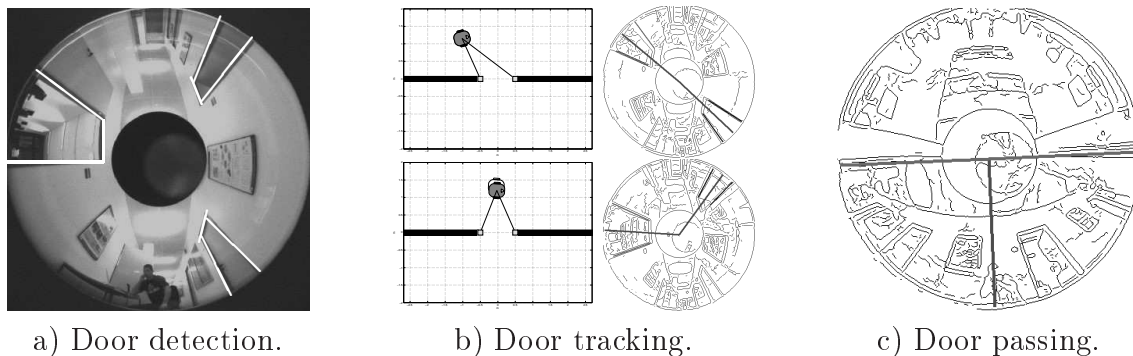 a) Door detection.
b) Door tracking.
c) Door passing.